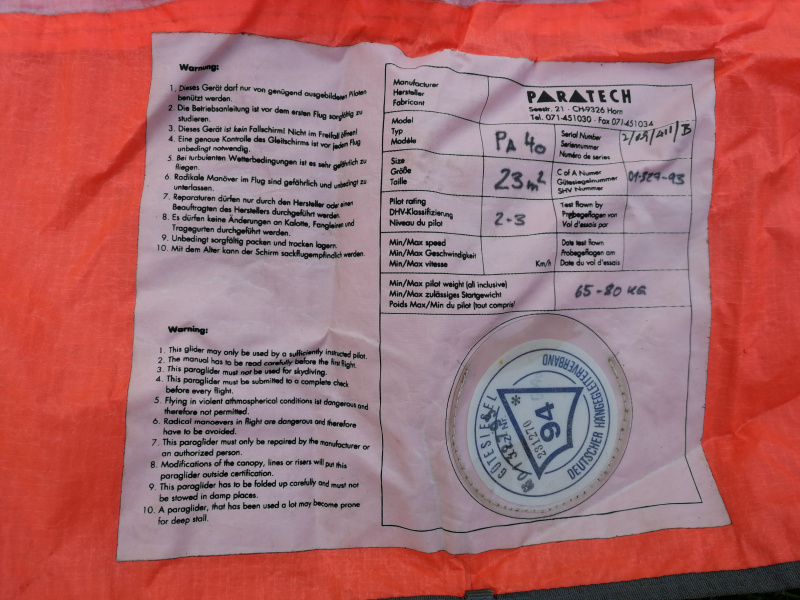 Warnung:
1. Dieses Gerät darf nur von genügend ausgebildeten Piloten
benützt werden.
2. Die Betriebsanleitung ist vor dem ersten Flug sorgfältig zu
studieren.
3. Dieses Gerät ist kein Fallschirm! Nicht im Freifall öffnen!
4. Eine genaue Kontrolle des Gleitschirms ist vor jedem Flug
unbedingt notwendig.
5. Bei turbulenten Wetterbedingungen ist es sehr gefährlich zu
fliegen.
6. Radikale Manöver im Flug sind gefährlich und unbedingt zu
unterlassen.
7. Reparaturen dürfen nur durch den Hersteller oder einen
Beauftragten des Herstellers durchgeführt werden.
8. Es dürfen keine Änderungen an Kalotte, Fangleinen und
Tragegurten durchgeführt werden.
9. Unbedingt sorgfältig packen und trocken lagern.
10. Mit dem Alter kann der Schirm sackflugempfindlich werden.
Warning:
1. This glider may only be used by a sufficiently instructed pilot.
2. The manual has to be read carefully before the first flight.
3. This paraglider must not be used for skydiving.
4. This paraglider must be submitted to a complete check
before every flight.
5. Flying in violent athmospherical conditions ist dangerous and
therefore not permitted.
6. Radical manoevers in flight are dangerous and therefore
have to be avoided.
7. This paraglider must only be repaired by the manufacturer or
an authorized person.
8. Modifications of the canopy, lines or risers will put this
paraglider outside certification.
9. This paraglider has to be folded up carefully and must not
be stowed in damp places.
10. A paraglider, that has been used a lot may become prone
for deep stall.
Manufacturer
Hersteller
Fabricant
PARATECH
Seestr. 21 · CH-9326 Horn
Tel. 071-451030 · Fax 071-451034
Model
Typ
Modèle
PA 40
Serial Number
Seriennummer
Numéro de series
Size
Größe
Taille
23 m²
C of A Numer
Gütesiegelnummer
SHV Nummer
01-327-93
Pilot rating
DHV-Klassifizierung
Niveau du pilot
2-3
Test flown by
Probegeflogen von
Vol d'essais par
Min/Max speed
Min/Max Geschwindigkeit
Min/Max vitesse
Km/h
Date test flown
Probegeflogen am
Date du vol d'essais
Min/Max pilot weight (all inclusive)
Min/Max zulässiges Startgewicht
Poids Max/Min du pilot (tout compris)
65-80 KG
GÜTESIEGEL
DEUTSCHER HÄNGEGLEITERVERBAND
94
231270